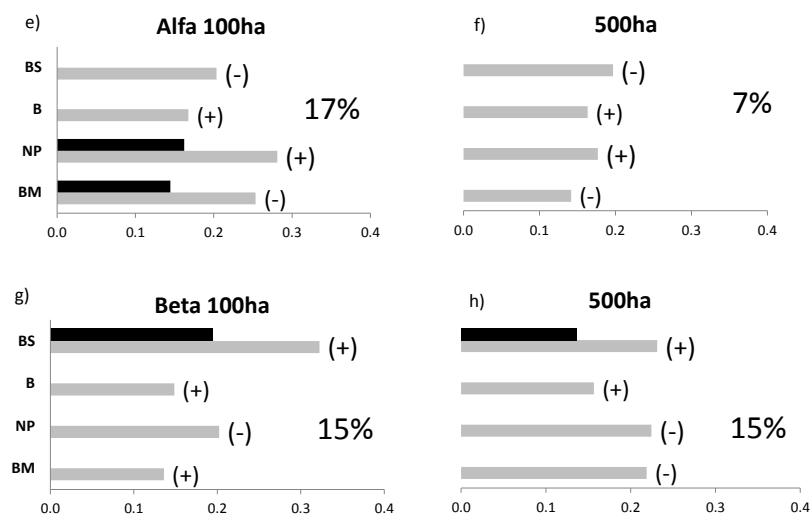 e)
Alfa 100ha
BS
(-)
B
(+)
17%
NP
(+)
BM
(-)
0.0 0.1 0.2 0.3 0.4
f)
500ha
(-)
(+)
7%
(+)
(-)
0.0 0.1 0.2 0.3 0.4
g)
Beta 100ha
BS
(+)
B
(+)
NP
(-)
15%
BM
(+)
0.0 0.1 0.2 0.3 0.4
h)
500ha
(+)
(+)
(-)
15%
(-)
0.0 0.1 0.2 0.3 0.4